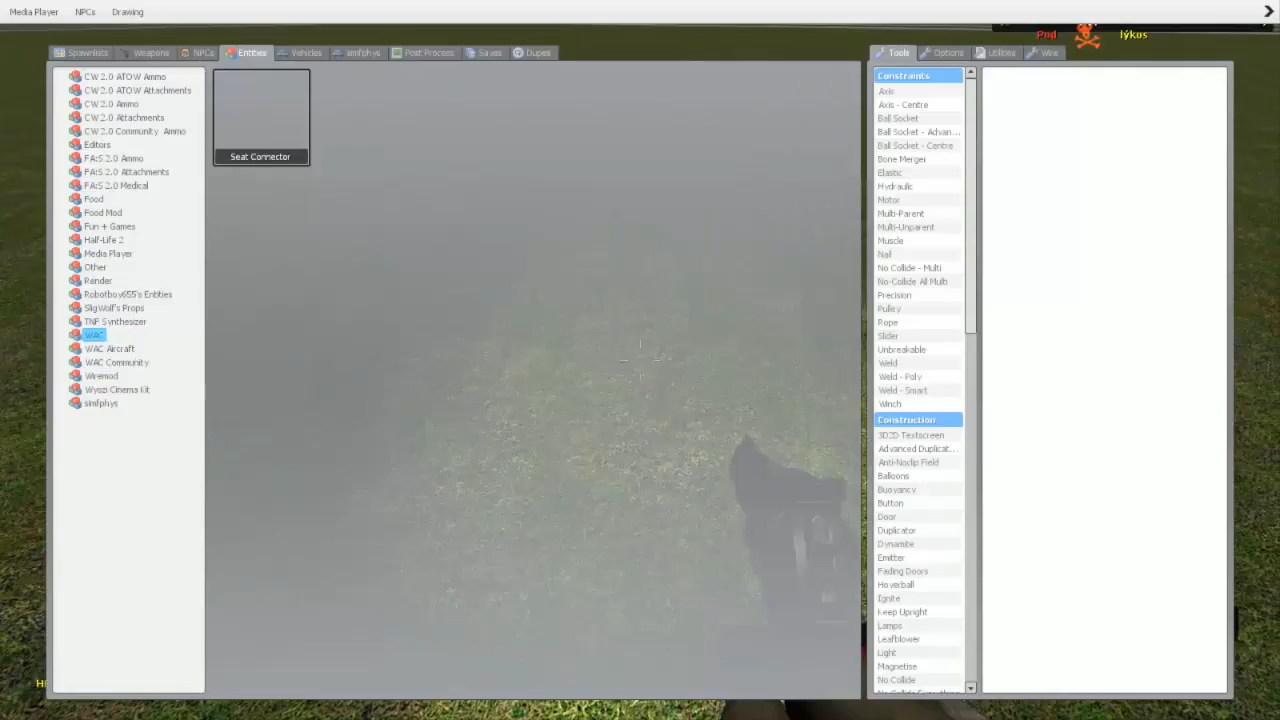 Media Player NPCs Drawing
Pud lýkos
Spawnlists Weapons NPCs Entities Vehicles simfphys Post Process Saves Dupes
Tools Options Utilities Wire
CW 2.0 ATOW Ammo
CW 2.0 ATOW Attachments
CW 2.0 Ammo
CW 2.0 Attachments
CW 2.0 Community Ammo
Editors
FA:S 2.0 Ammo
FA:S 2.0 Attachments
FA:S 2.0 Medical
Food
Food Mod
Fun + Games
Half-Life 2
Media Player
Other
Render
Robotboy655's Entities
SligWolf's Props
TNF Synthesizer
WAC
WAC Aircraft
WAC Community
Wiremod
Wyozi Cinema Kit
simfphys
Seat Connector
Constraints
Axis
Axis - Centre
Ball Socket
Ball Socket - Advan...
Ball Socket - Centre
Bone Merger
Elastic
Hydraulic
Motor
Multi-Parent
Multi-Unparent
Muscle
Nail
No Collide - Multi
No-Collide All Multi
Precision
Pulley
Rope
Slider
Unbreakable
Weld
Weld - Poly
Weld - Smart
Winch
Construction
3D2D Textscreen
Advanced Duplicat...
Anti-Noclip Field
Balloons
Buoyancy
Button
Door
Duplicator
Dynamite
Emitter
Fading Doors
Hoverball
Ignite
Keep Upright
Lamps
Leafblower
Light
Magnetise
No Collide
No Collide Everything